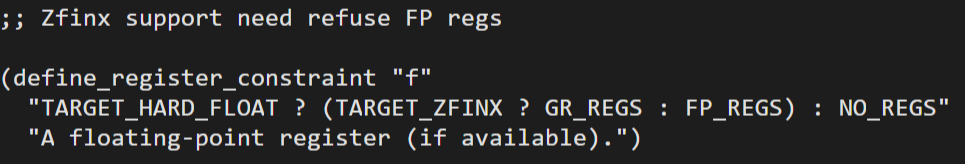 ;; Zfinx support need refuse FP regs
(define_register_constraint "f"
"TARGET_HARD_FLOAT ? (TARGET_ZFINX ? GR_REGS : FP_REGS) : NO_REGS"
"A floating-point register (if available).")